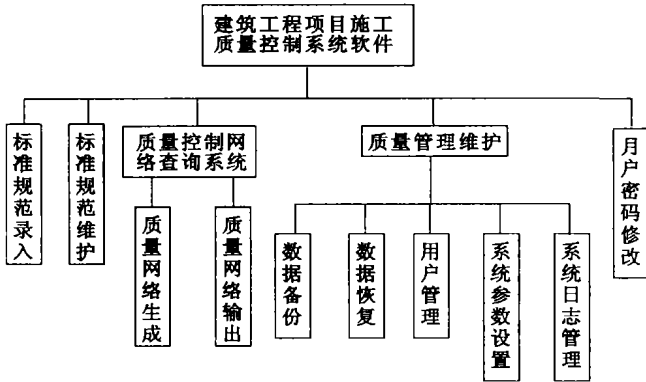 建筑工程项目施工
质量控制系统软件
标准规范录入
标准规范维护
质量控制网
络查询系统
质量管理维护
月户密码修改
质量网络生成
质量网络输出
数据备份
数据恢复
用户管理
系统参数设置
系统日志管理